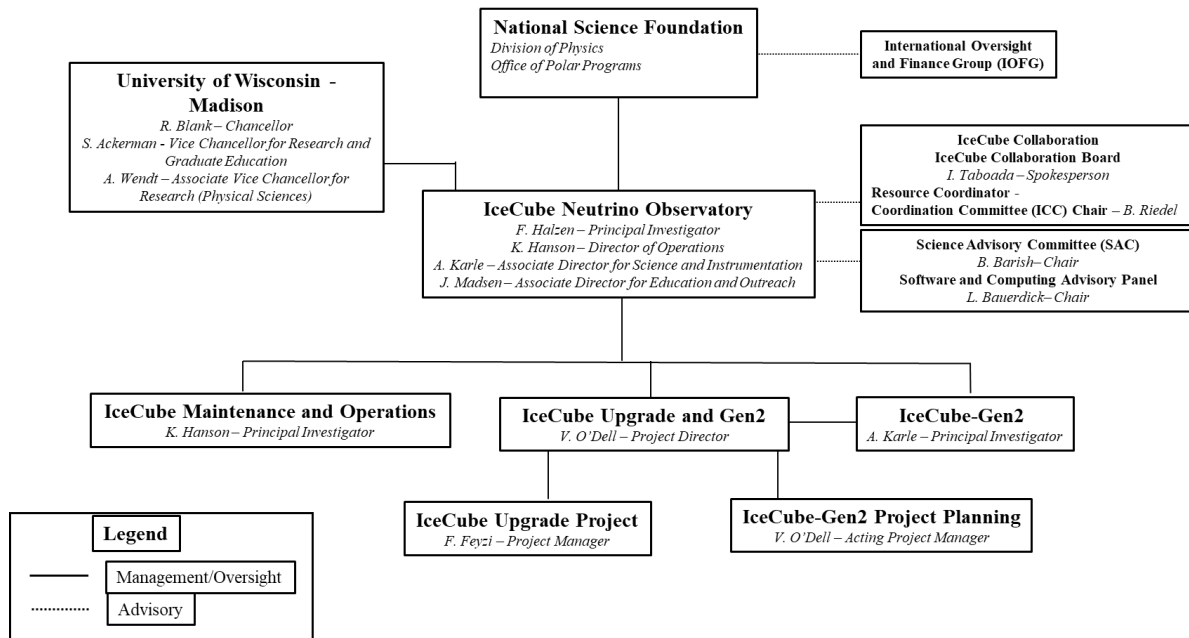 National Science Foundation
Division of Physics
Office of Polar Programs
International Oversight
and Finance Group (IOFG)
University of Wisconsin -
Madison
R. Blank – Chancellor
S. Ackerman - Vice Chancellor for Research and
Graduate Education
A. Wendt – Associate Vice Chancellor for
Research (Physical Sciences)
IceCube Collaboration
IceCube Collaboration Board
I. Taboada – Spokesperson
Resource Coordinator -
Coordination Committee (ICC) Chair – B. Riedel
IceCube Neutrino Observatory
F. Halzen – Principal Investigator
K. Hanson – Director of Operations
A. Karle – Associate Director for Science and Instrumentation
J. Madsen – Associate Director for Education and Outreach
Science Advisory Committee (SAC)
B. Barish– Chair
Software and Computing Advisory Panel
L. Bauerdick– Chair
IceCube Maintenance and Operations
K. Hanson – Principal Investigator
IceCube Upgrade and Gen2
V. O’Dell – Project Director
IceCube-Gen2
A. Karle – Principal Investigator
IceCube Upgrade Project
F. Feyzi – Project Manager
IceCube-Gen2 Project Planning
V. O’Dell – Acting Project Manager
Legend
Management/Oversight
Advisory